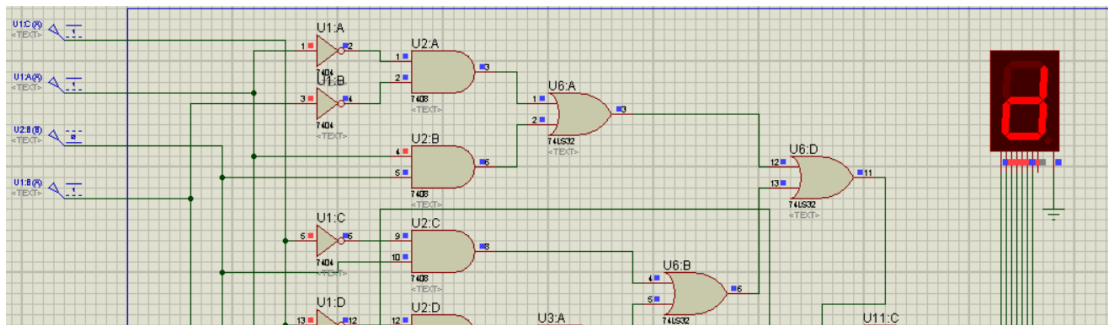 U1:C(A)
<TEXT>
U1:A
1
2
U2:A
1
2
3
7404
U1:A(A)
<TEXT>
U1:B
3
4
7404
<TEXT>
7408
<TEXT>
U6:A
1
2
3
74LS32
<TEXT>
U2:B(B)
<TEXT>
U2:B
4
5
6
7408
<TEXT>
U6:D
12
13
11
74LS32
<TEXT>
U1:B(A)
<TEXT>
U1:C
5
6
7404
<TEXT>
U2:C
9
10
8
7408
<TEXT>
U6:B
4
5
6
74LS32
U1:D
13
12
U2:D
12
U3:A
U11:C
d